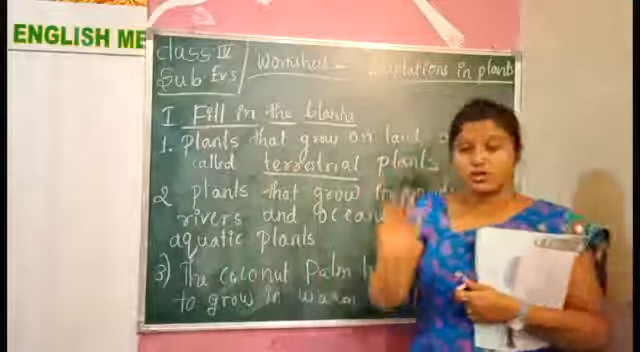 ENGLISH ME
Class IV
Sub. Evs
Worksheet - Adaptations in plants
I Fill in the blanks
1. Plants that grow on land
called terrestrial plants
2 plants that grow in
rivers and ocean
aquatic plants
3) The coconut palm
to grow in warm